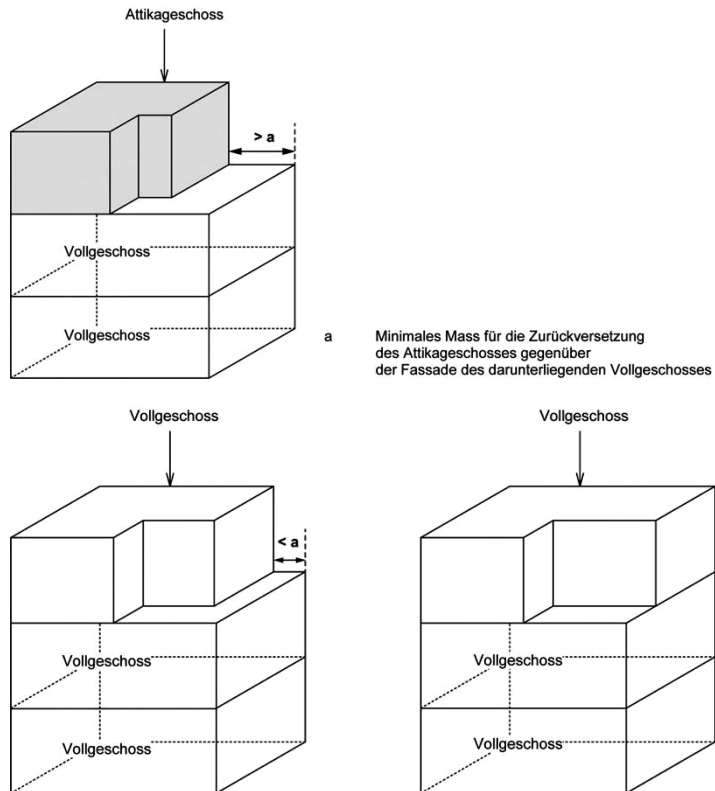 Attikageschoss
> a
Vollgeschoss
Vollgeschoss
a Minimales Mass für die Zurückversetzung
des Attikageschosses gegenüber
der Fassade des darunterliegenden Vollgeschosses
Vollgeschoss
< a
Vollgeschoss
Vollgeschoss
Vollgeschoss
Vollgeschoss
Vollgeschoss